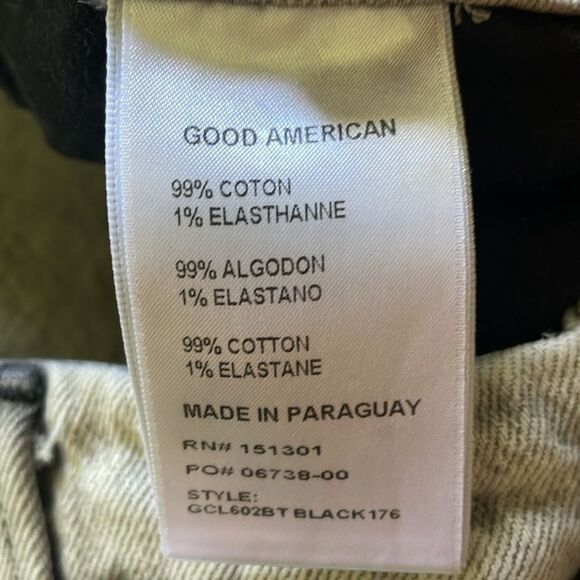 GOOD AMERICAN
99% COTON
1% ELASTHANNE
99% ALGODON
1% ELASTANO
99% COTTON
1% ELASTANE
MADE IN PARAGUAY
RN# 151301
PO# 06738-00
STYLE:
GCL602BT BLACK176